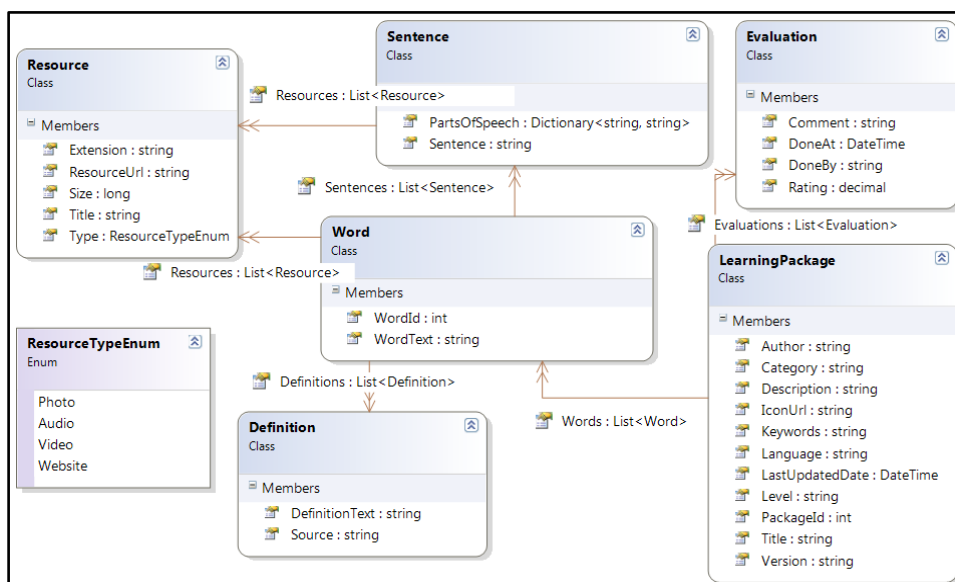 Resource
Class
Members
Extension : string
ResourceUrl : string
Size : long
Title : string
Type : ResourceTypeEnum
Resources : List<Resource>
Sentence
Class
PartsOfSpeech : Dictionary<string, string>
Sentence : string
Evaluation
Class
Members
Comment : string
DoneAt : DateTime
DoneBy : string
Rating : decimal
Sentences : List<Sentence>
Evaluations : List<Evaluation>
Resources : List<Resource>
Word
Class
Members
WordId : int
WordText : string
LearningPackage
Class
Members
Author : string
Category : string
Description : string
IconUrl : string
Keywords : string
Language : string
LastUpdatedDate : DateTime
Level : string
PackageId : int
Title : string
Version : string
ResourceTypeEnum
Enum
Photo
Audio
Video
Website
Definitions : List<Definition>
Words : List<Word>
Definition
Class
Members
DefinitionText : string
Source : string